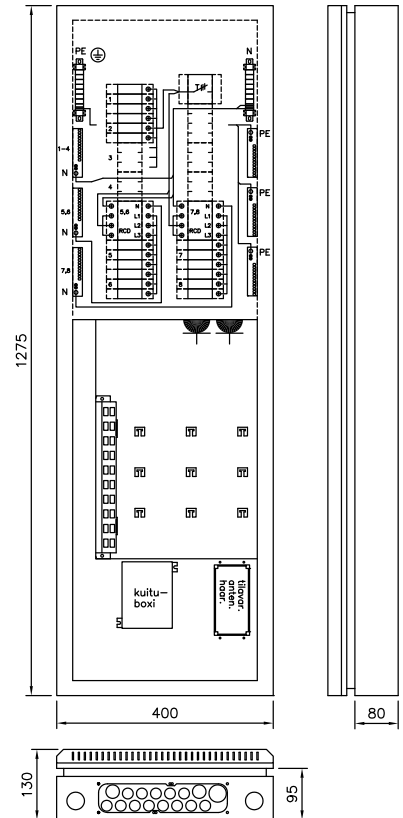 PE
N
T∅
1
2
3
4
1-4
N
PE
5,6
N
PE
7,8
N
PE
5,6
RCD
N
L1
L2
L3
7,8
RCD
N
L1
L2
L3
5
6
7
8
1275
kuitu-
boxi
tilavar.
anten.
haar.
400
80
130
95